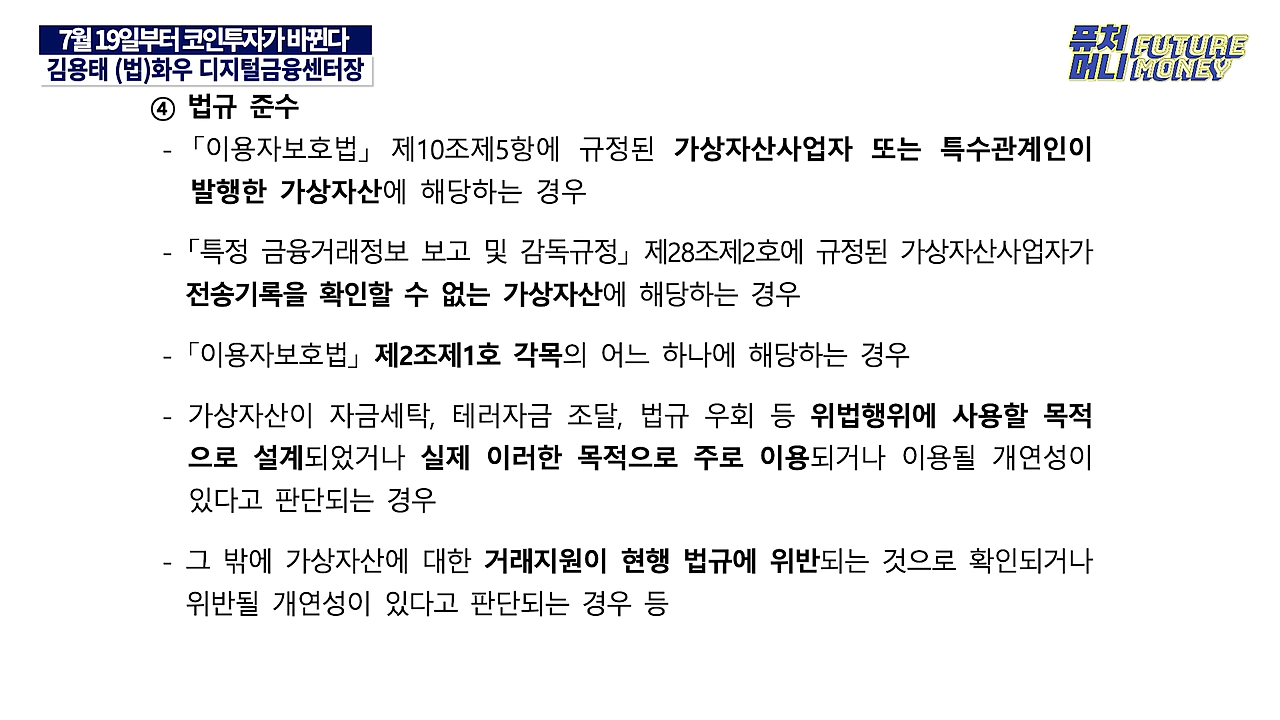 7월 19일부터 코인투자가 바뀐다
김용태 (법)화우 디지털금융센터장
퓨처 FUTURE
머니 MONEY
④ 법규 준수
- 「이용자보호법」 제10조제5항에 규정된 가상자산사업자 또는 특수관계인이
발행한 가상자산에 해당하는 경우
- 「특정 금융거래정보 보고 및 감독규정」 제28조제2호에 규정된 가상자산사업자가
전송기록을 확인할 수 없는 가상자산에 해당하는 경우
- 「이용자보호법」 제2조제1호 각목의 어느 하나에 해당하는 경우
- 가상자산이 자금세탁, 테러자금 조달, 법규 우회 등 위법행위에 사용할 목적
으로 설계되었거나 실제 이러한 목적으로 주로 이용되거나 이용될 개연성이
있다고 판단되는 경우
- 그 밖에 가상자산에 대한 거래지원이 현행 법규에 위반되는 것으로 확인되거나
위반될 개연성이 있다고 판단되는 경우 등